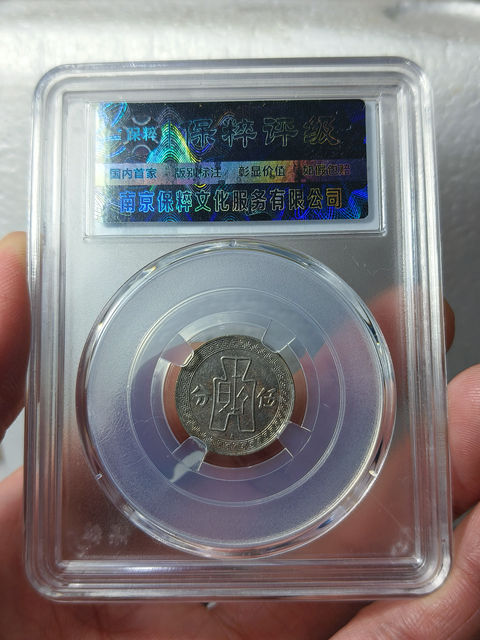 保粹 保粹评级
国内首家 版别标注 彰显价值
南京保粹文化服务有限公司
分 伍